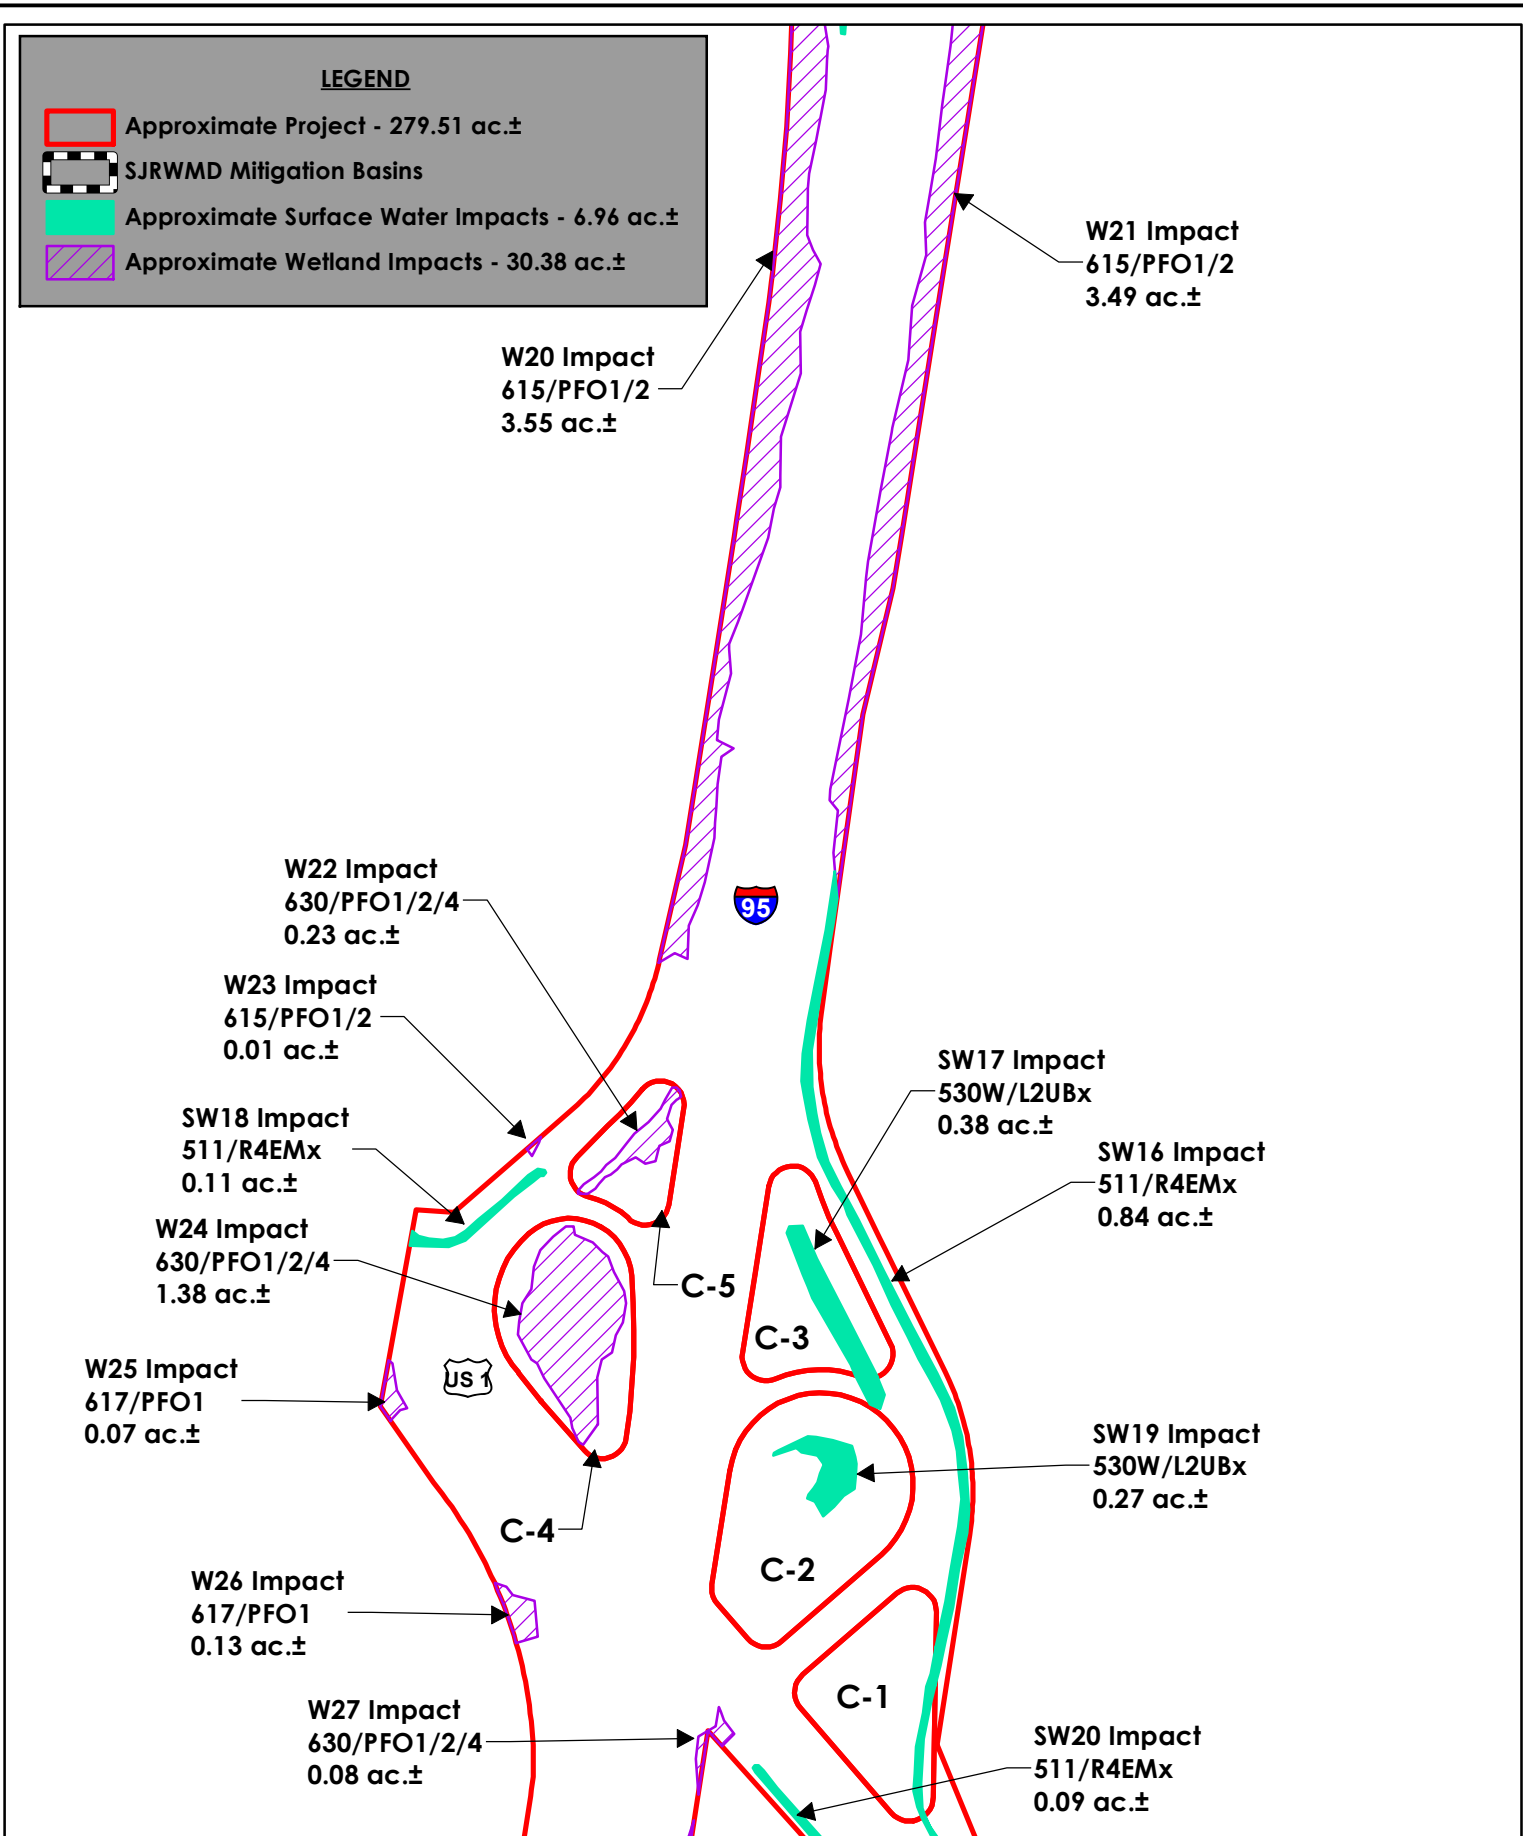 LEGEND
Approximate Project - 279.51 ac.±
SJRWMD Mitigation Basins
Approximate Surface Water Impacts - 6.96 ac.±
Approximate Wetland Impacts - 30.38 ac.±
W21 Impact
615/PFO1/2
3.49 ac.±
W20 Impact
615/PFO1/2
3.55 ac.±
W22 Impact
630/PFO1/2/4
0.23 ac.±
95
W23 Impact
615/PFO1/2
0.01 ac.±
SW17 Impact
530W/L2UBx
0.38 ac.±
SW18 Impact
511/R4EMx
0.11 ac.±
SW16 Impact
511/R4EMx
0.84 ac.±
W24 Impact
630/PFO1/2/4
1.38 ac.±
C-5
C-3
W25 Impact
617/PFO1
0.07 ac.±
US 1
SW19 Impact
530W/L2UBx
0.27 ac.±
C-4
C-2
W26 Impact
617/PFO1
0.13 ac.±
C-1
W27 Impact
630/PFO1/2/4
0.08 ac.±
SW20 Impact
511/R4EMx
0.09 ac.±